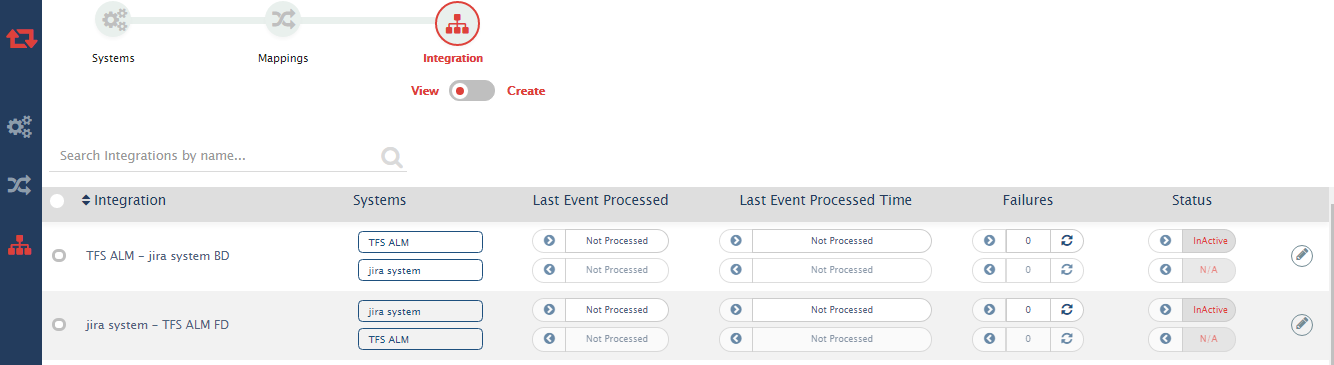 Systems Mappings Integration
View Create
Search Integrations by name...
Integration Systems Last Event Processed Last Event Processed Time Failures Status
TFS ALM Not Processed Not Processed 0 InActive
TFS ALM - jira system BD
jira system Not Processed Not Processed 0 N/A
jira system Not Processed Not Processed 0 InActive
jira system - TFS ALM FD
TFS ALM Not Processed Not Processed 0 N/A